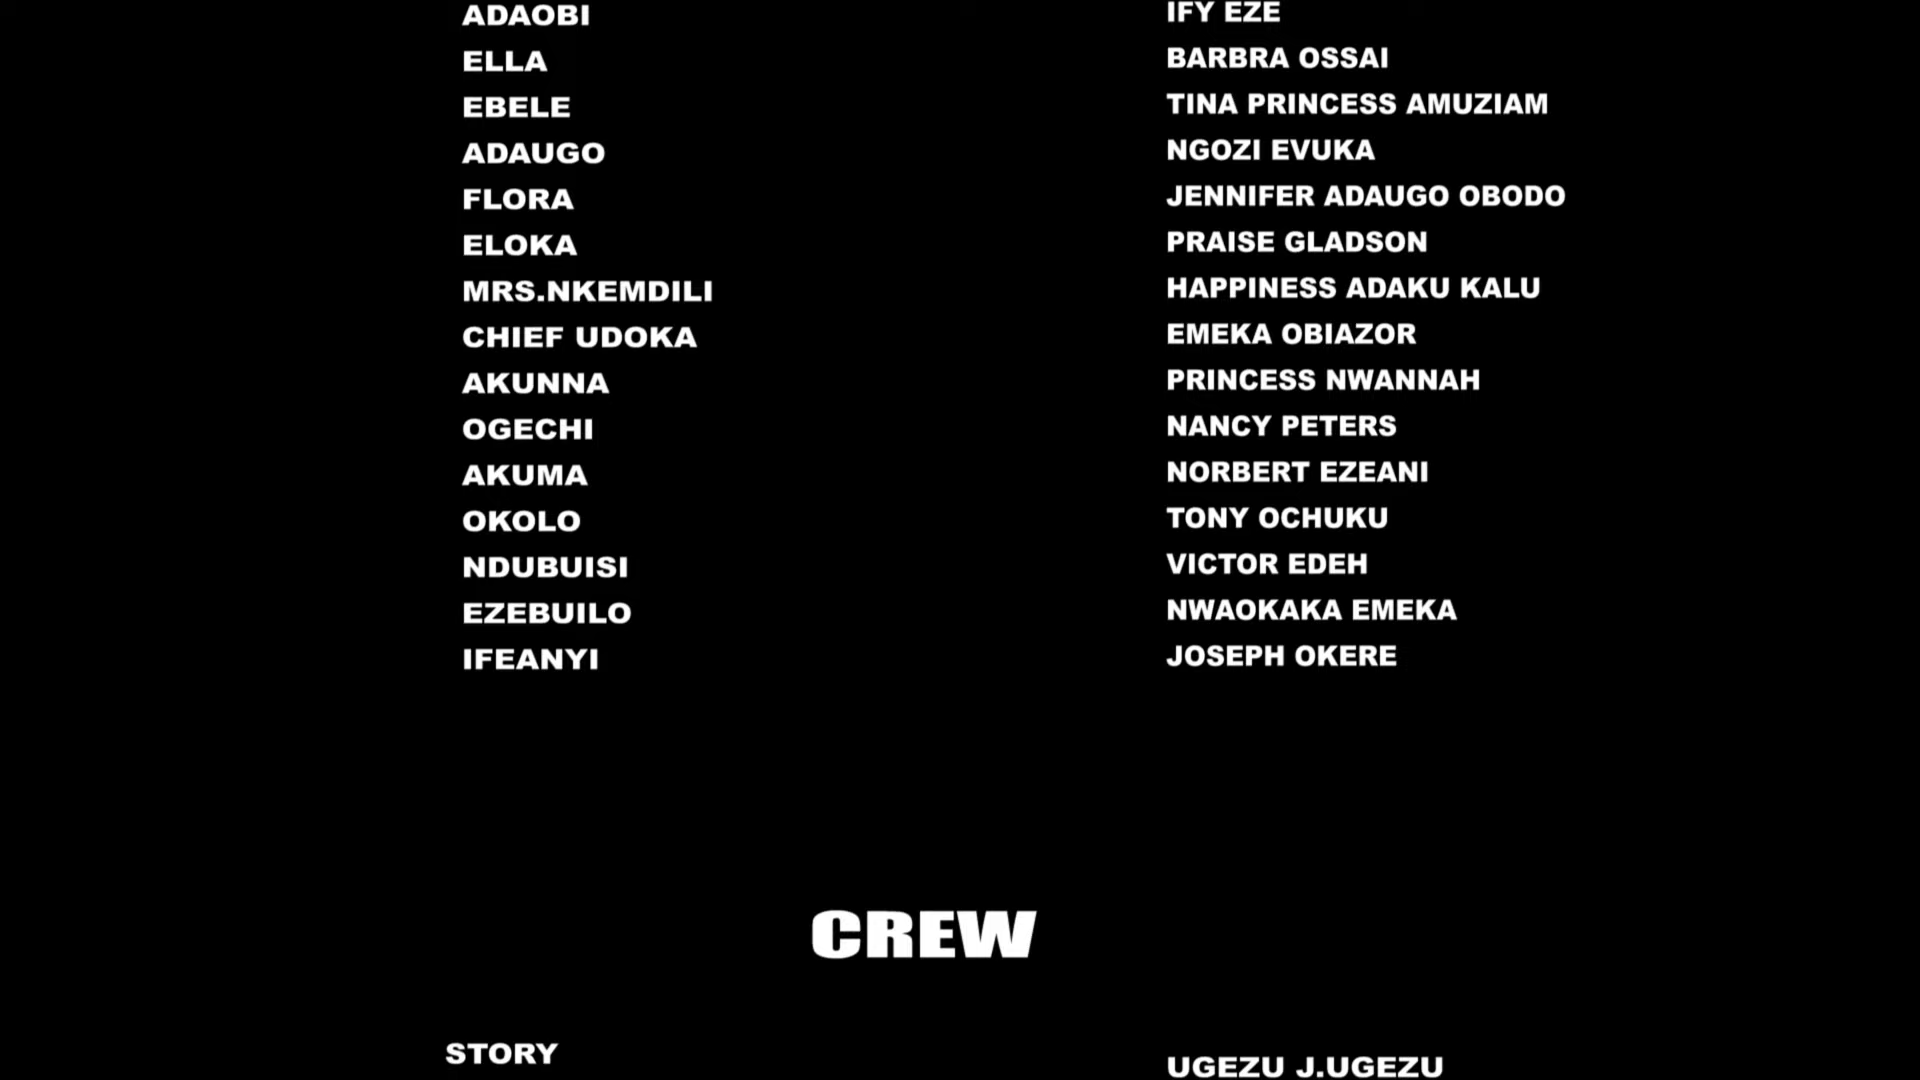 ADAOBI IFY EZE
ELLA BARBRA OSSAI
EBELE TINA PRINCESS AMUZIAM
ADAUGO NGOZI EVUKA
FLORA JENNIFER ADAUGO OBODO
ELOKA PRAISE GLADSON
MRS.NKEMDILI HAPPINESS ADAKU KALU
CHIEF UDOKA EMEKA OBIAZOR
AKUNNA PRINCESS NWANNAH
OGECHI NANCY PETERS
AKUMA NORBERT EZEANI
OKOLO TONY OCHUKU
NDUBUISI VICTOR EDEH
EZEBUILO NWAOKAKA EMEKA
IFEANYI JOSEPH OKERE
CREW
STORY UGEZU J.UGEZU